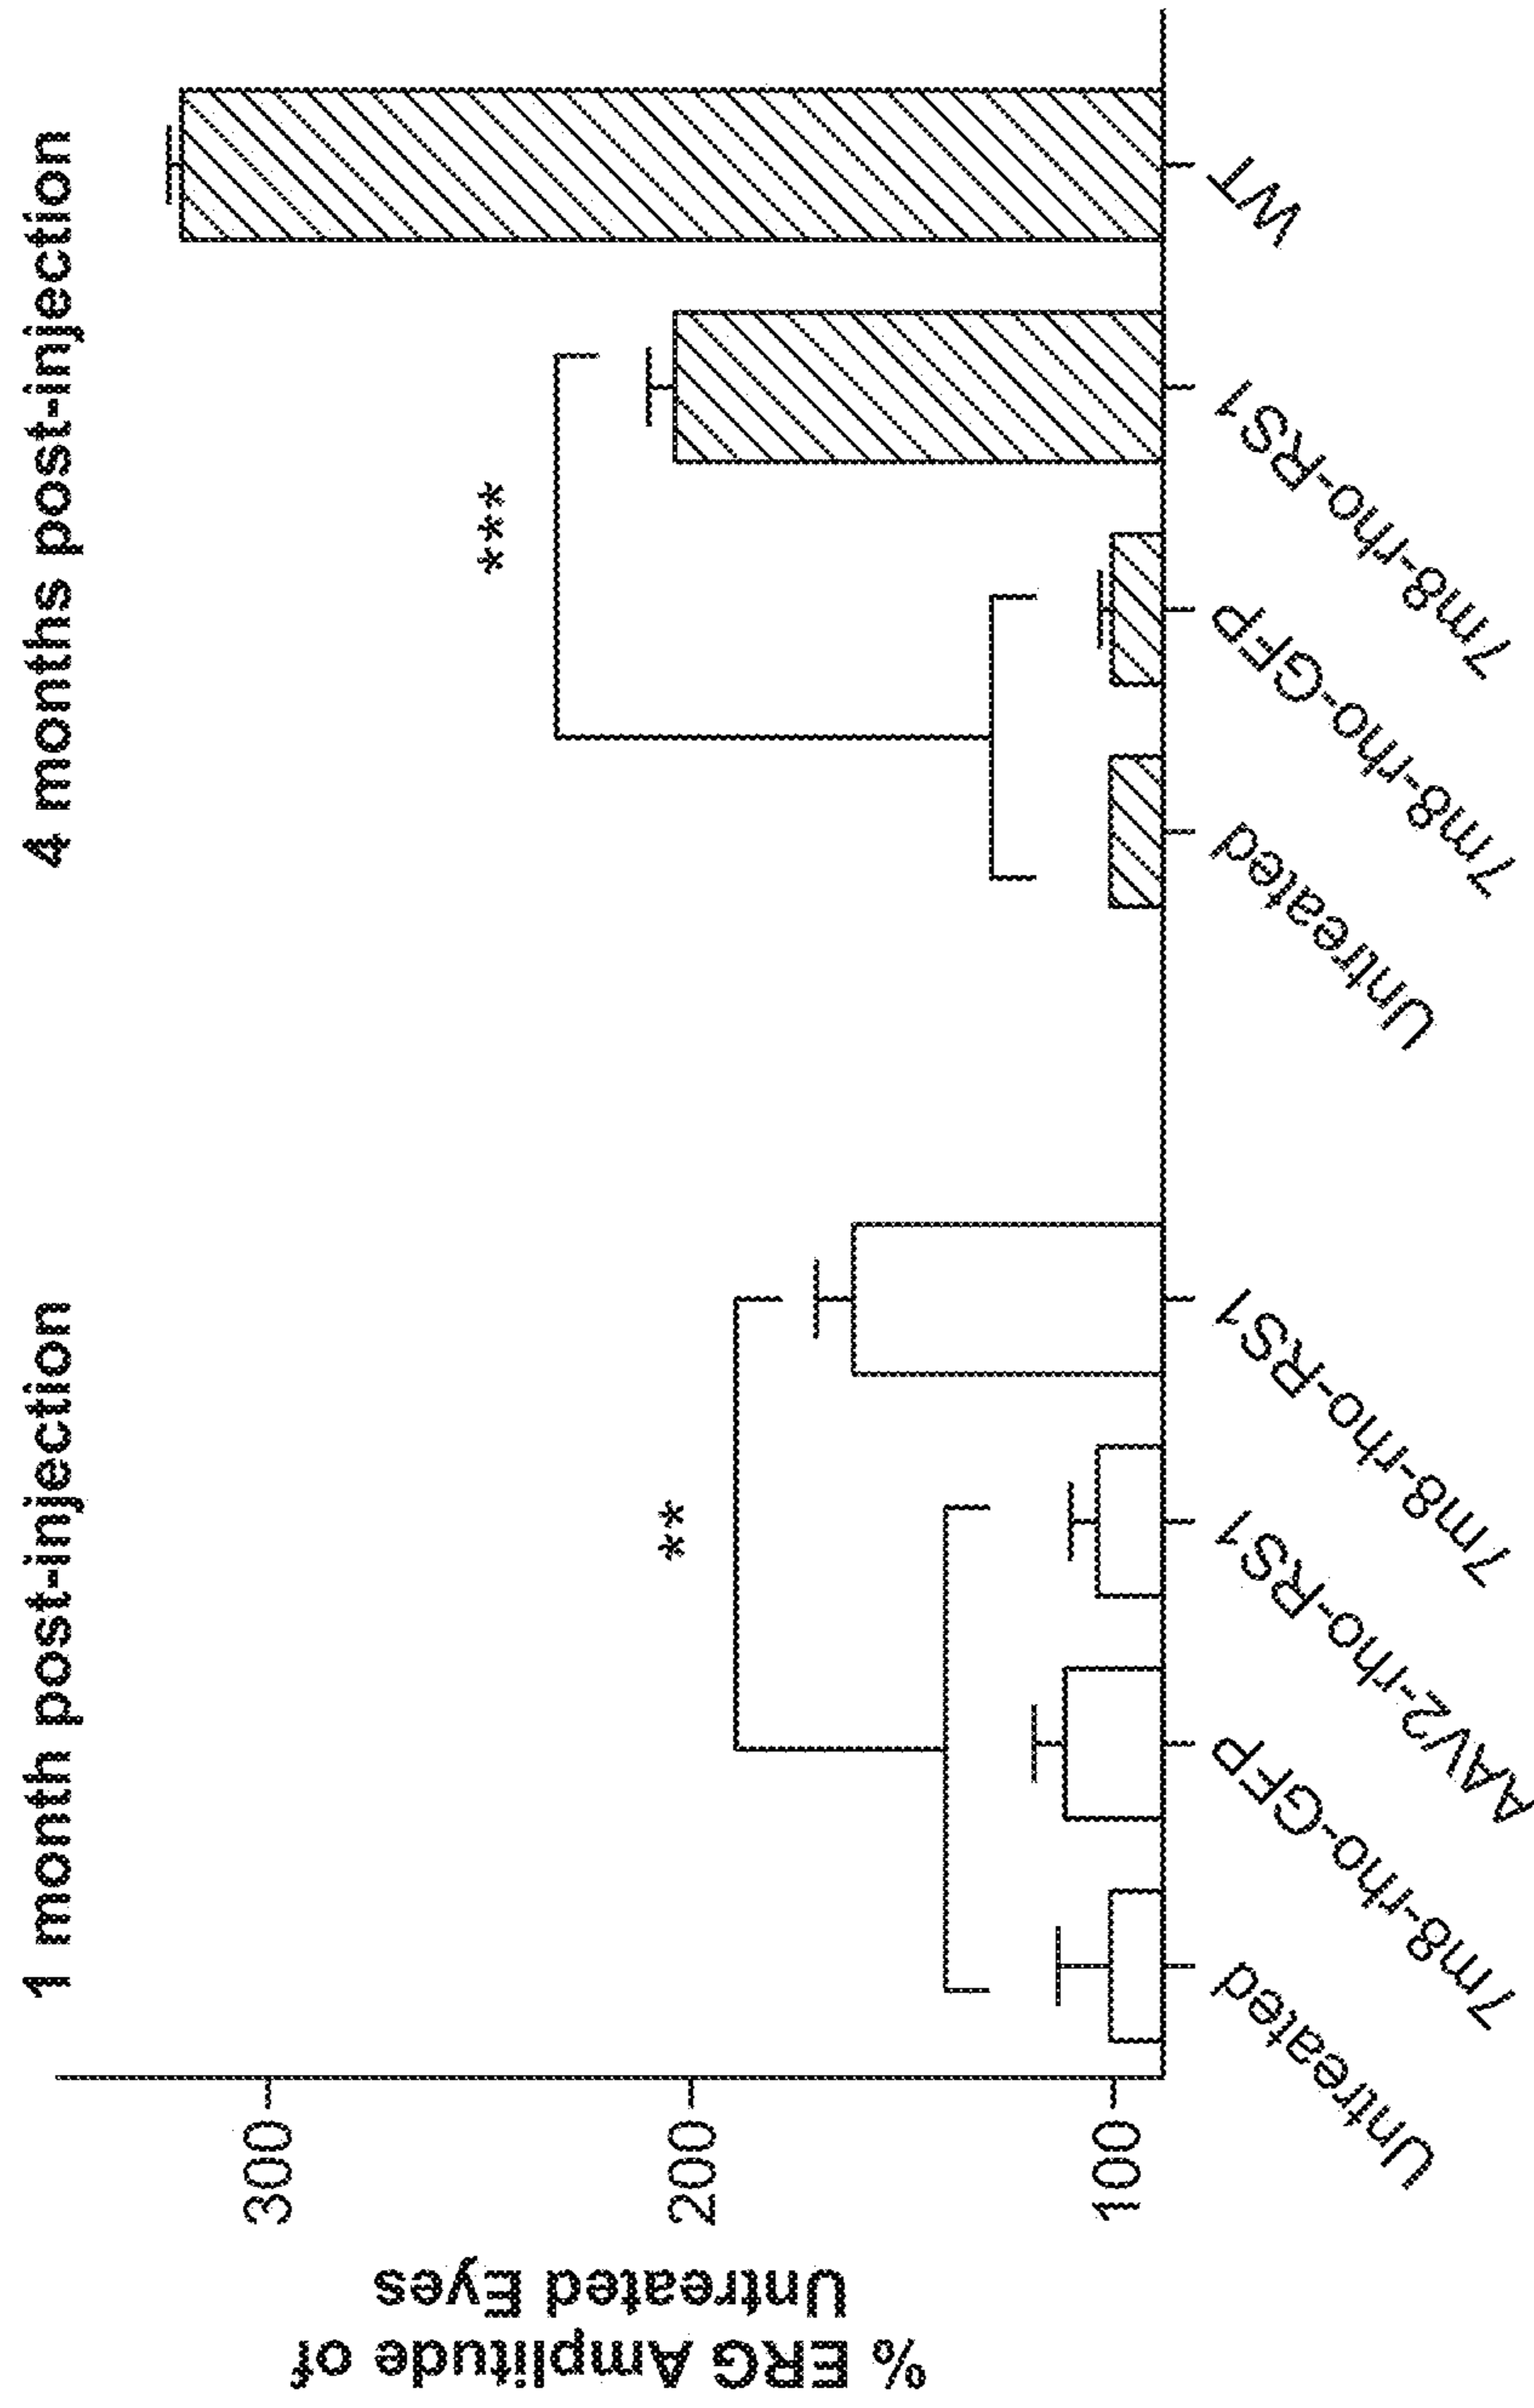 1 month post-injection
4 months post-injection
% ERG Amplitude of
Untreated Eyes
300
200
100
**
***
Untreated
7m8-rho-GFP
AAV2-rho-RS1
7m8-rho-RS1
Untreated
7m8-rho-GFP
7m8-rho-RS1
WT